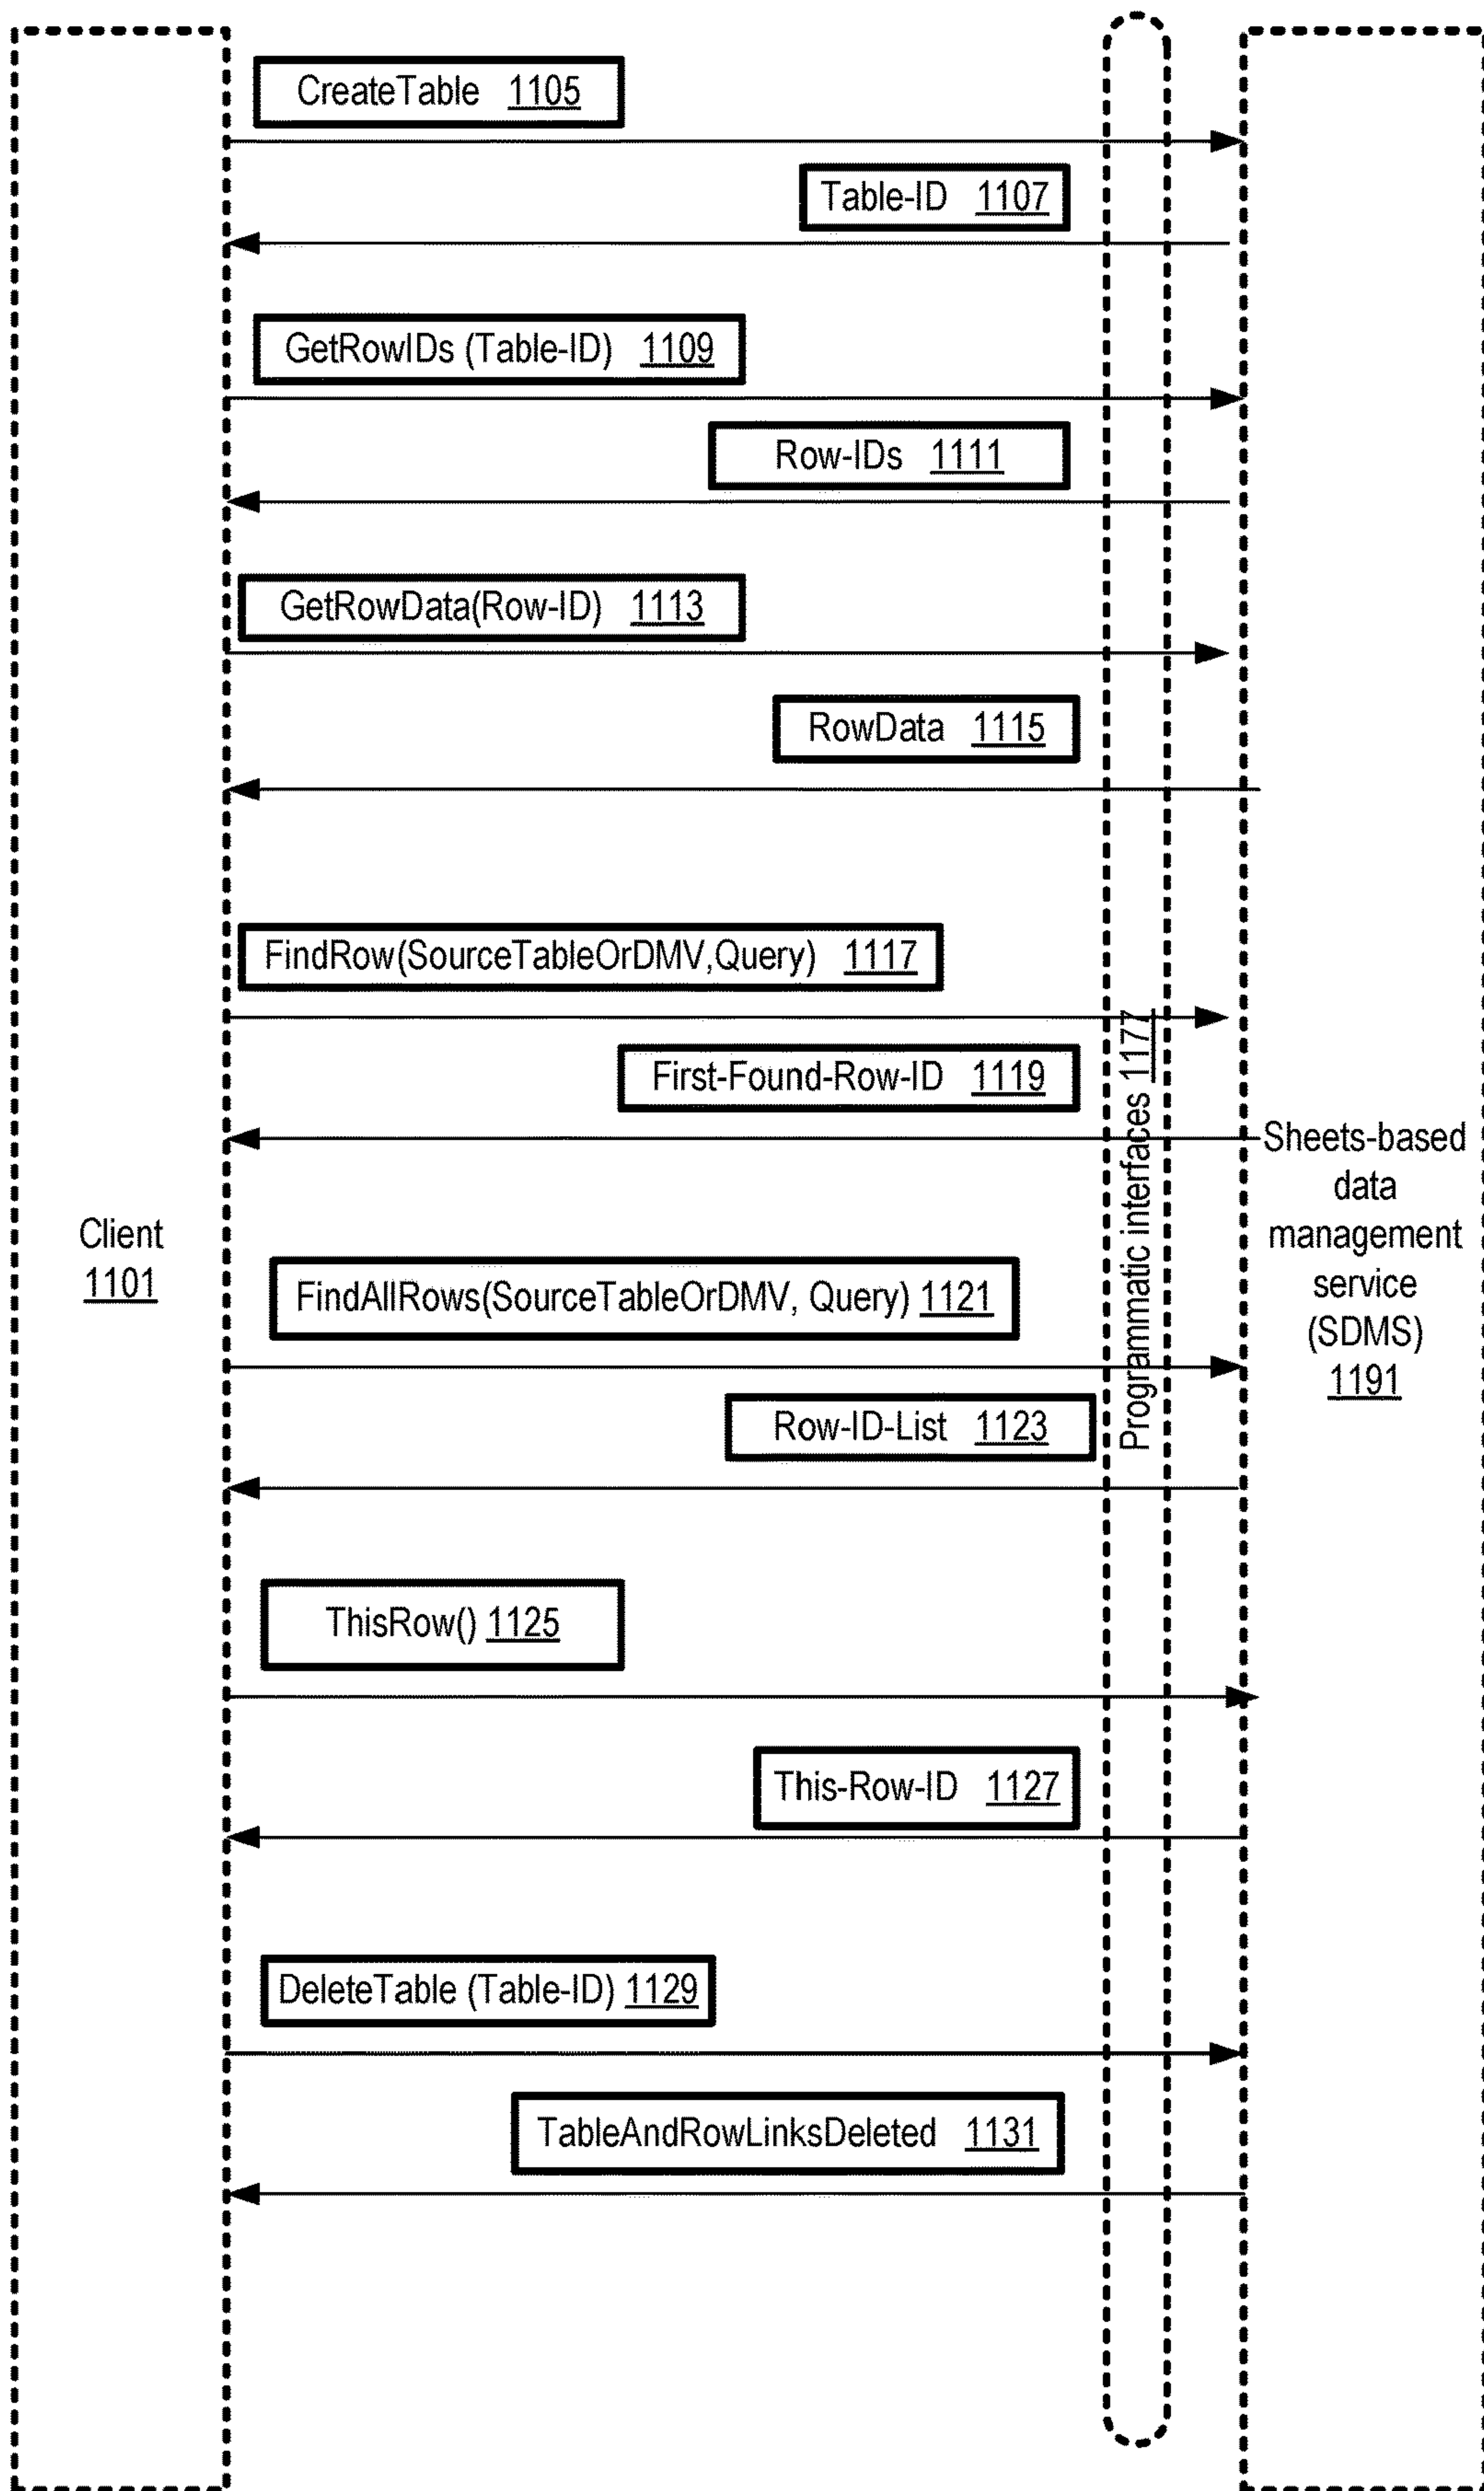 CreateTable 1105
Table-ID 1107
GetRowIDs (Table-ID) 1109
Row-IDs 1111
GetRowData(Row-ID) 1113
RowData 1115
FindRow(SourceTableOrDMV,Query) 1117
First-Found-Row-ID 1119
Client
1101
FindAllRows(SourceTableOrDMV, Query) 1121
Row-ID-List 1123
ThisRow() 1125
This-Row-ID 1127
DeleteTable (Table-ID) 1129
TableAndRowLinksDeleted 1131
Programmatic interfaces 1177
Sheets-based
data
management
service
(SDMS)
1191